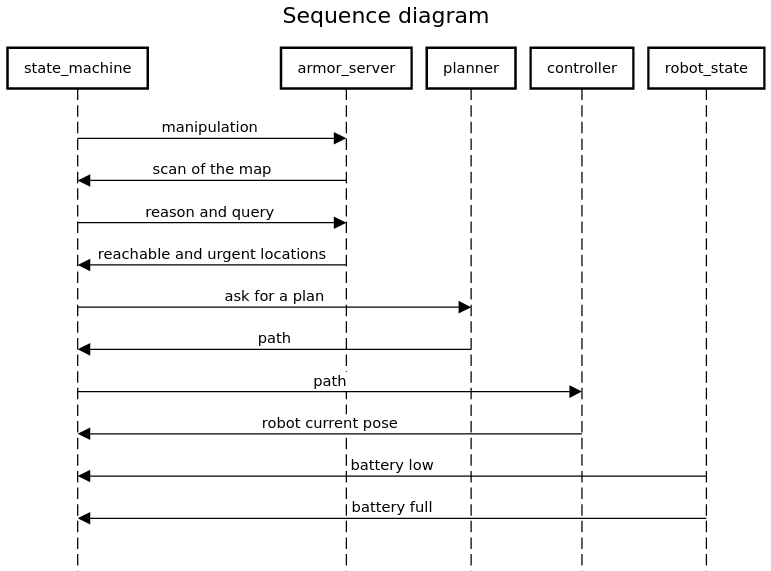 Sequence diagram
state_machine
armor_server
planner
controller
robot_state
manipulation
scan of the map
reason and query
reachable and urgent locations
ask for a plan
path
path
robot current pose
battery low
battery full